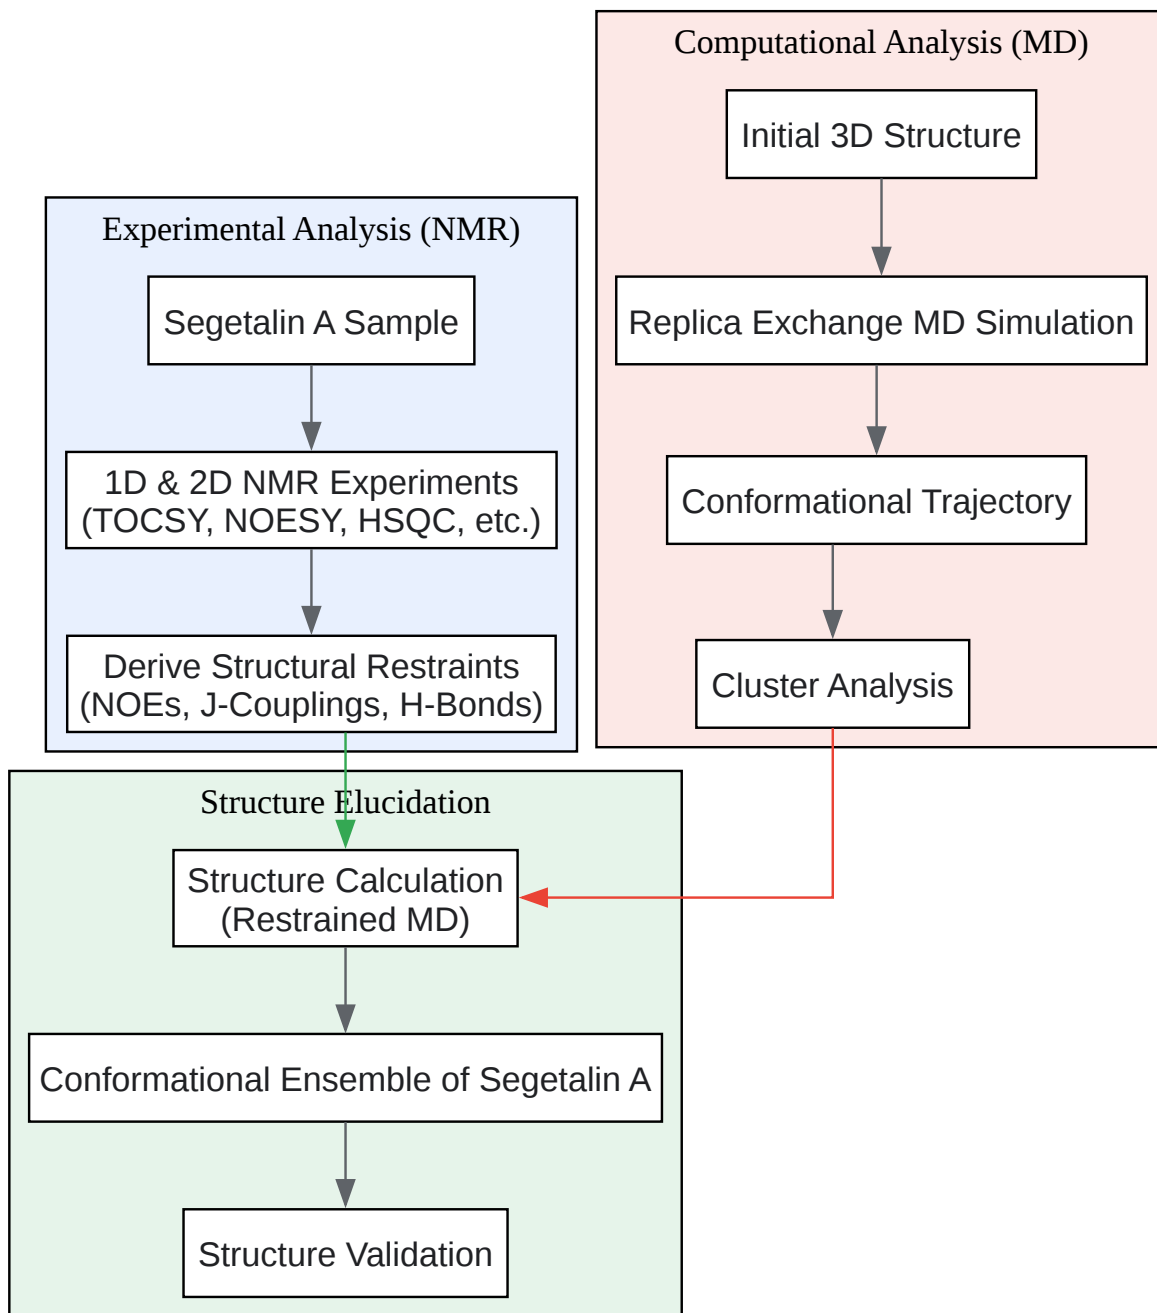 Computational Analysis (MD)
Initial 3D Structure
Replica Exchange MD Simulation
Conformational Trajectory
Cluster Analysis
Experimental Analysis (NMR)
Segetalin A Sample
1D & 2D NMR Experiments
(TOCSY, NOESY, HSQC, etc.)
Derive Structural Restraints
(NOEs, J-Couplings, H-Bonds)
Structure Elucidation
Structure Calculation
(Restrained MD)
Conformational Ensemble of Segetalin A
Structure Validation